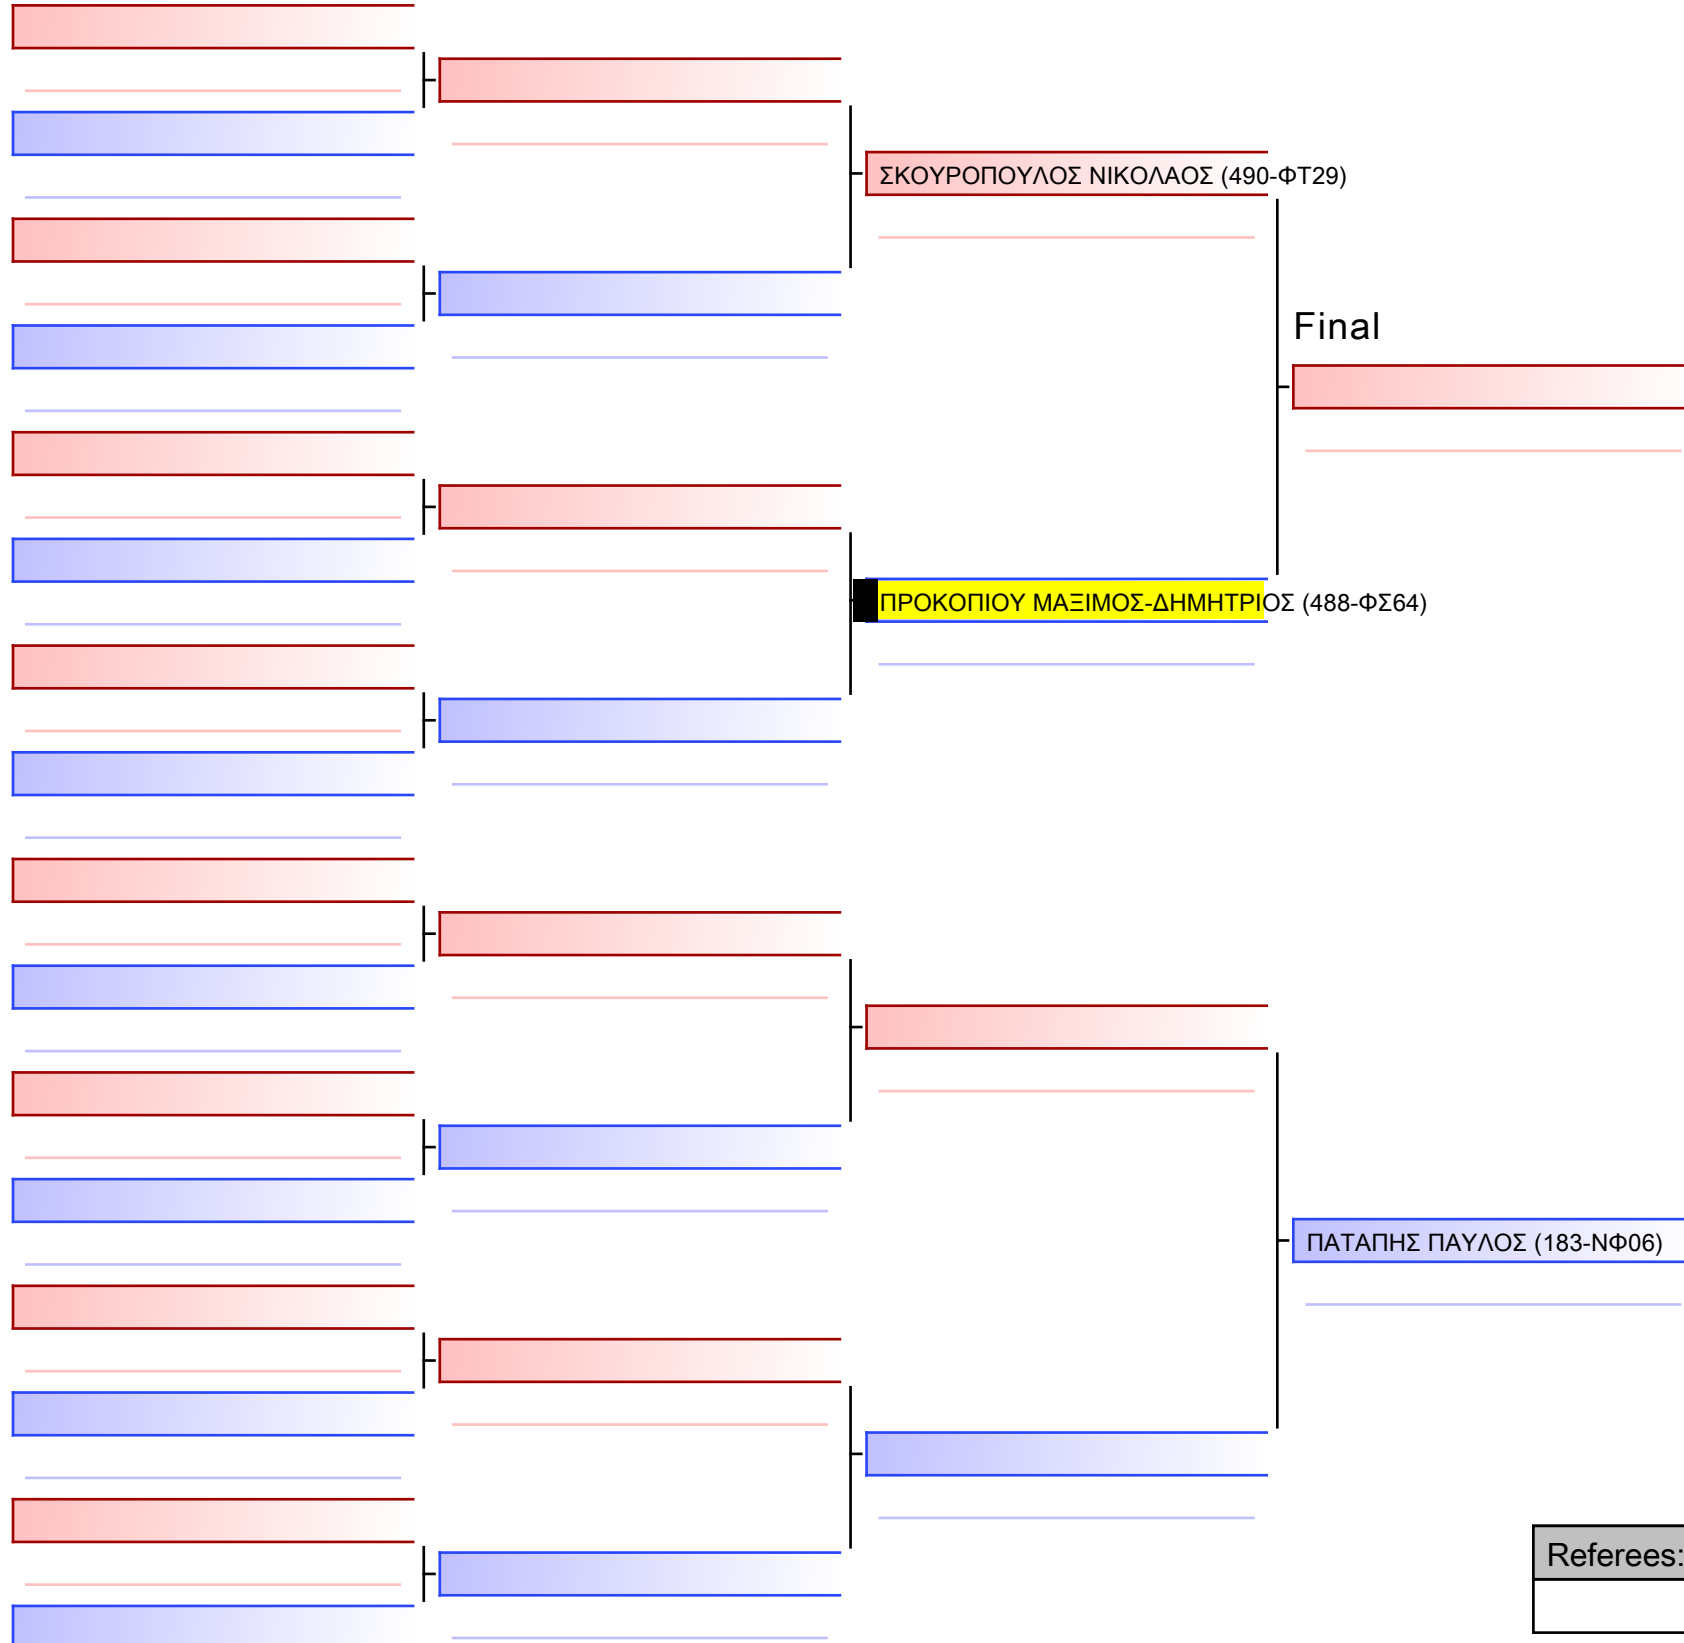 ΣΚΟΥΡΟΠΟΥΛΟΣ ΝΙΚΟΛΑΟΣ (490-ΦΤ29)
Final
ΠΡΟΚΟΠΙΟΥ ΜΑΞΙΜΟΣ-ΔΗΜΗΤΡΙΟΣ (488-ΦΣ64)
ΠΑΤΑΠΗΣ ΠΑΥΛΟΣ (183-ΝΦ06)
Referees: